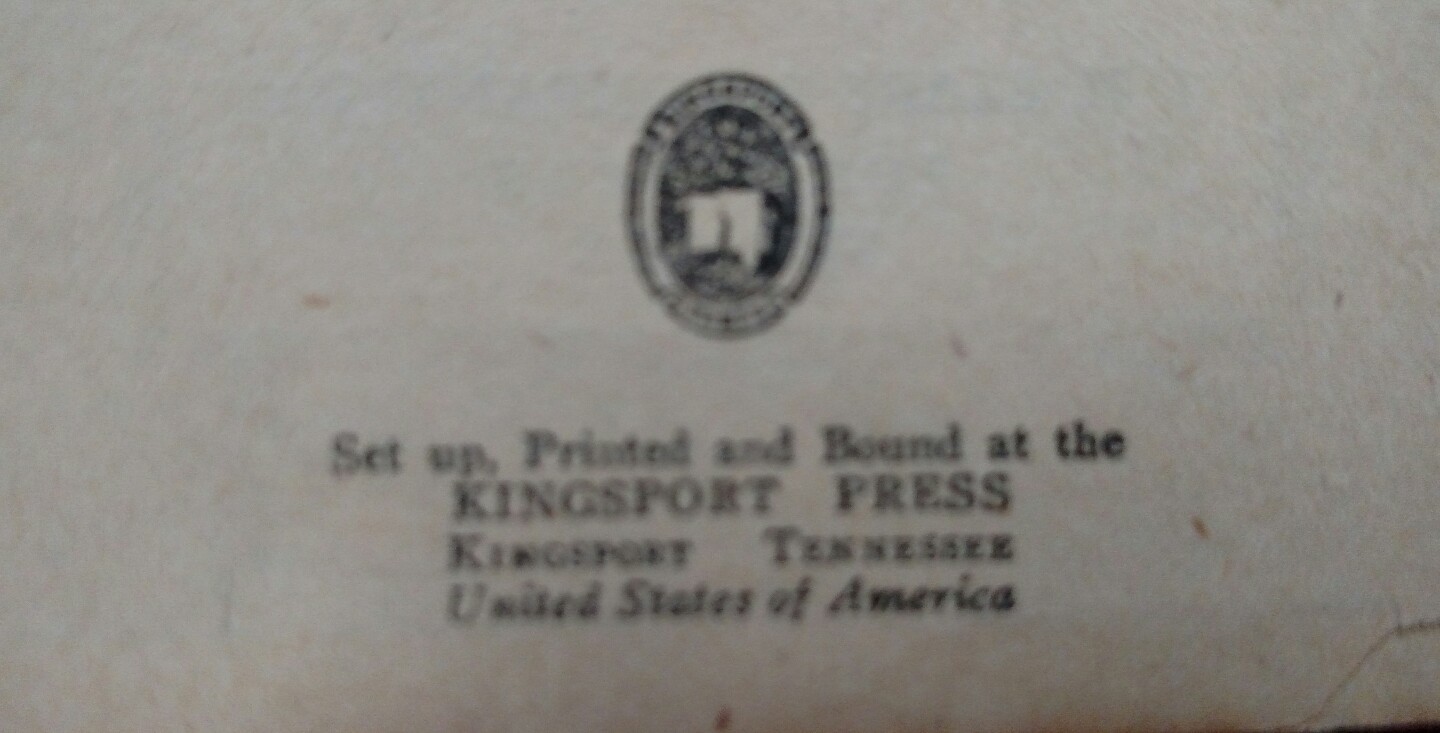 Set up, Printed and Bound at the
KINGSPORT PRESS
KINGSPORT TENNESSEE
United States of America